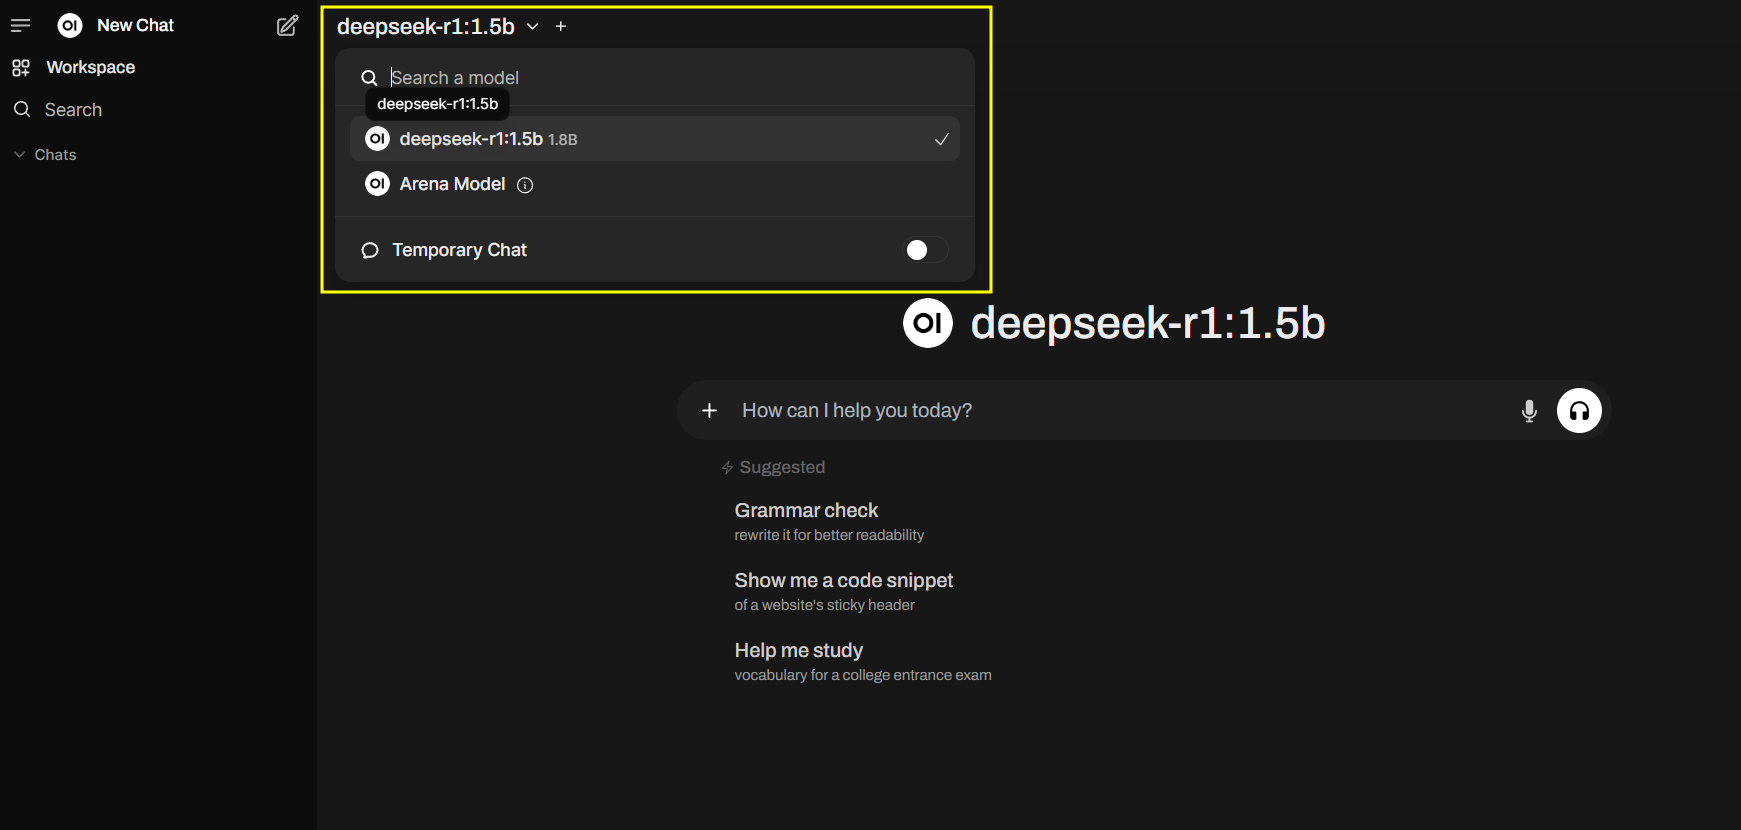 OI New Chat
Workspace
Search
Chats
deepseek-r1:1.5b
Search a model
deepseek-r1:1.5b
OI deepseek-r1:1.5b 1.8B
OI Arena Model
Temporary Chat
OI deepseek-r1:1.5b
How can I help you today?
Suggested
Grammar check
rewrite it for better readability
Show me a code snippet
of a website's sticky header
Help me study
vocabulary for a college entrance exam